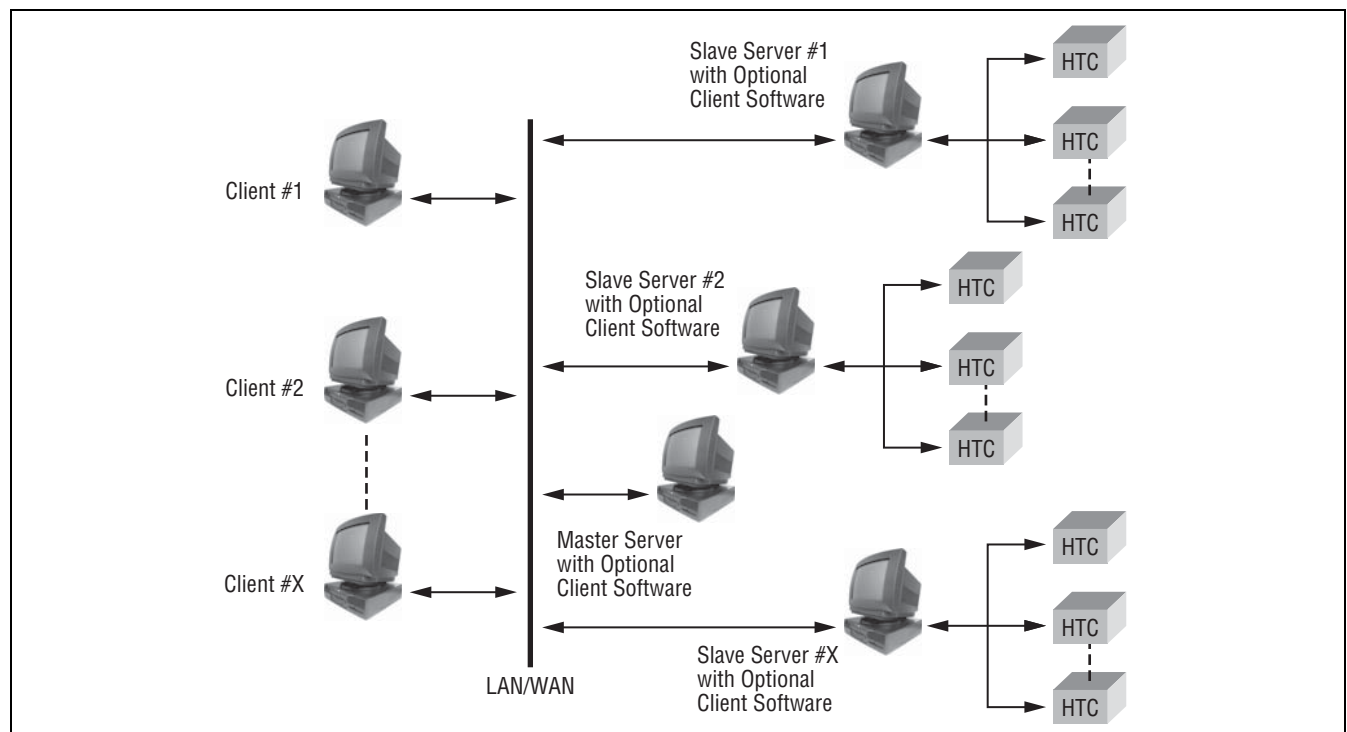 Slave Server #1
with Optional
Client Software
HTC
HTC
HTC
Client #1
Slave Server #2
with Optional
Client Software
HTC
HTC
HTC
Client #2
Master Server
with Optional
Client Software
Client #X
HTC
HTC
HTC
Slave Server #X
with Optional
Client Software
LAN/WAN